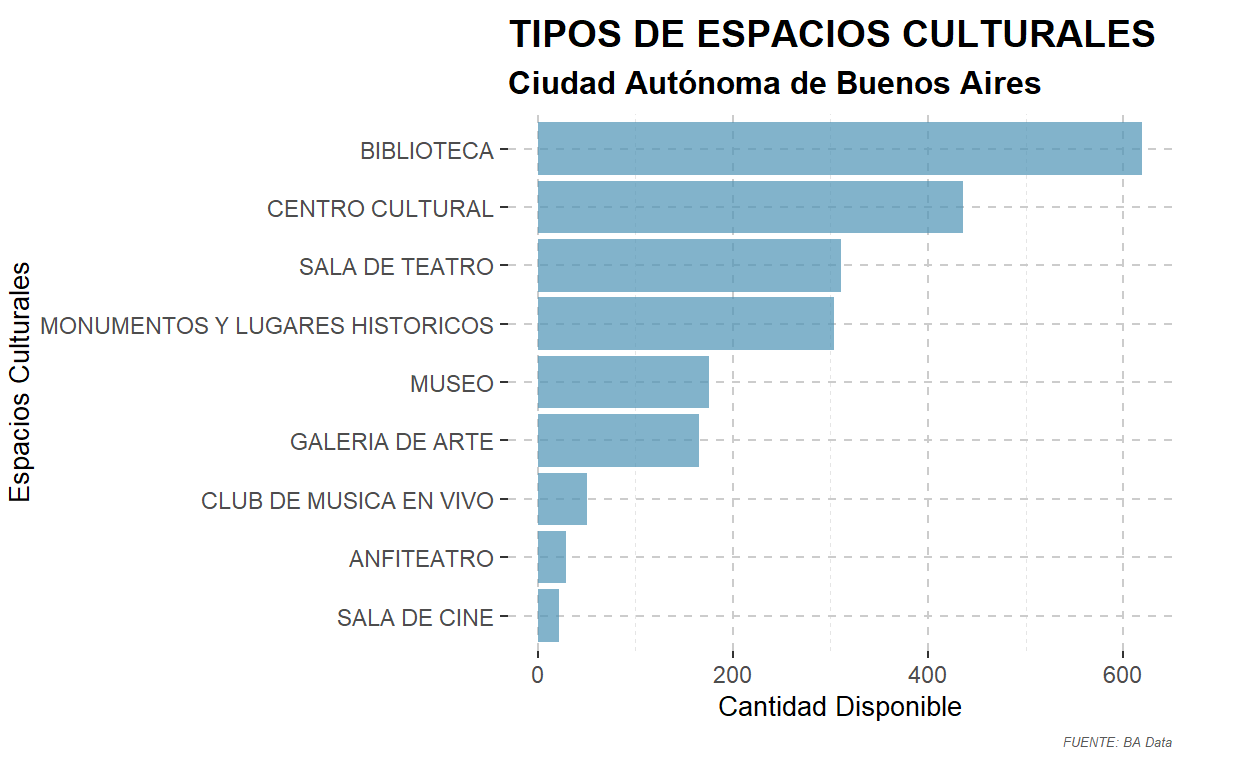 TIPOS DE ESPACIOS CULTURALES
Ciudad Autónoma de Buenos Aires
Espacios Culturales
BIBLIOTECA
CENTRO CULTURAL
SALA DE TEATRO
MONUMENTOS Y LUGARES HISTORICOS
MUSEO
GALERIA DE ARTE
CLUB DE MUSICA EN VIVO
ANFITEATRO
SALA DE CINE
0 200 400 600
Cantidad Disponible
FUENTE: BA Data